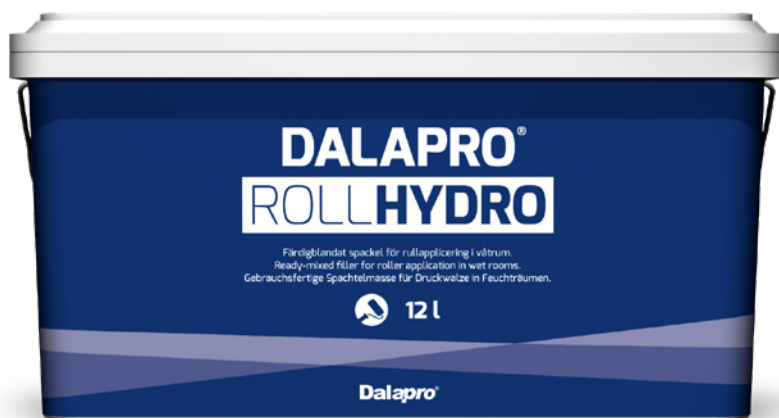 DALAPRO®
ROLLHYDRO
Färdigblandat spackel för rullapplicering i våtrum.
Ready-mixed filler for roller application in wet rooms.
Gebrauchsfertige Spachtelmasse für Druckwalze in Feuchträumen.
12 l
Dalapro®